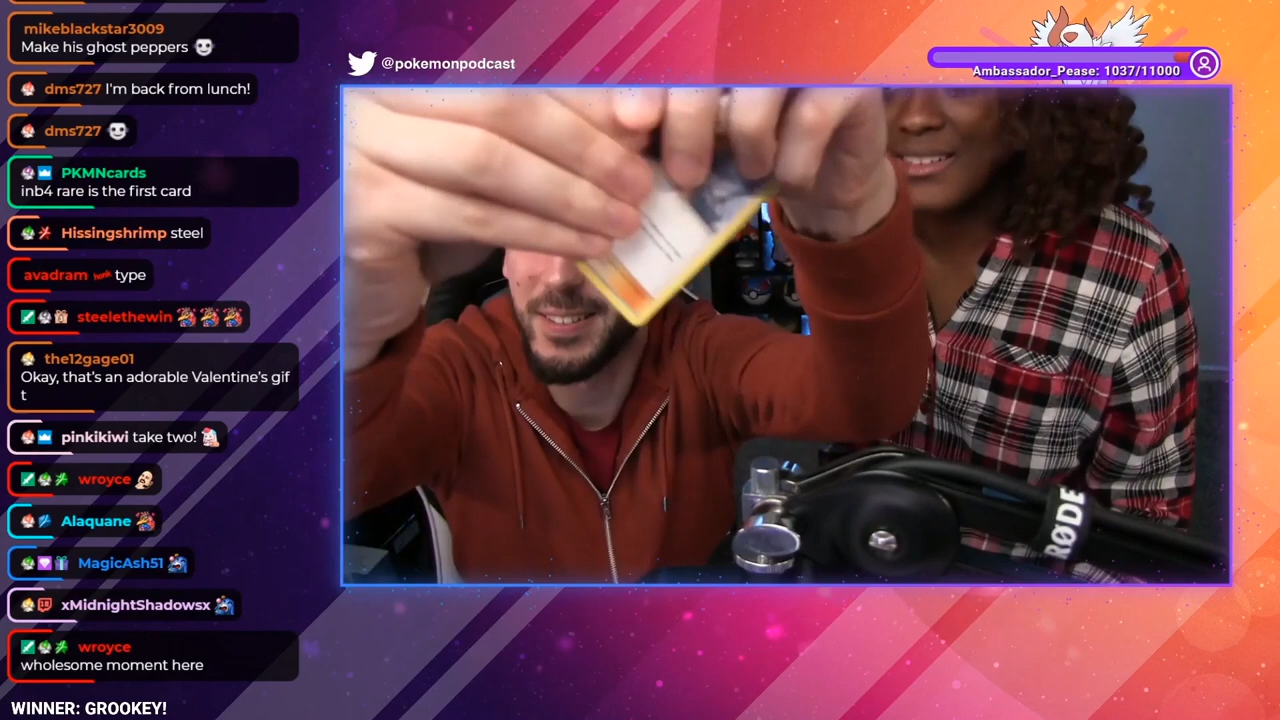 mikeblackstar3009
Make his ghost peppers
dms727 I'm back from lunch!
dms727
PKMNcards
inb4 rare is the first card
Hissingshrimp steel
avadram honk type
steelethewin
the12gage01
Okay, that's an adorable Valentine's gif
t
pinkikiwi take two!
wroyce
Alaquane
MagicAsh51
xMidnightShadowsx
wroyce
wholesome moment here
WINNER: GROOKEY!
@pokemonpodcast
Ambassador_Pease: 1037/11000
RØDE